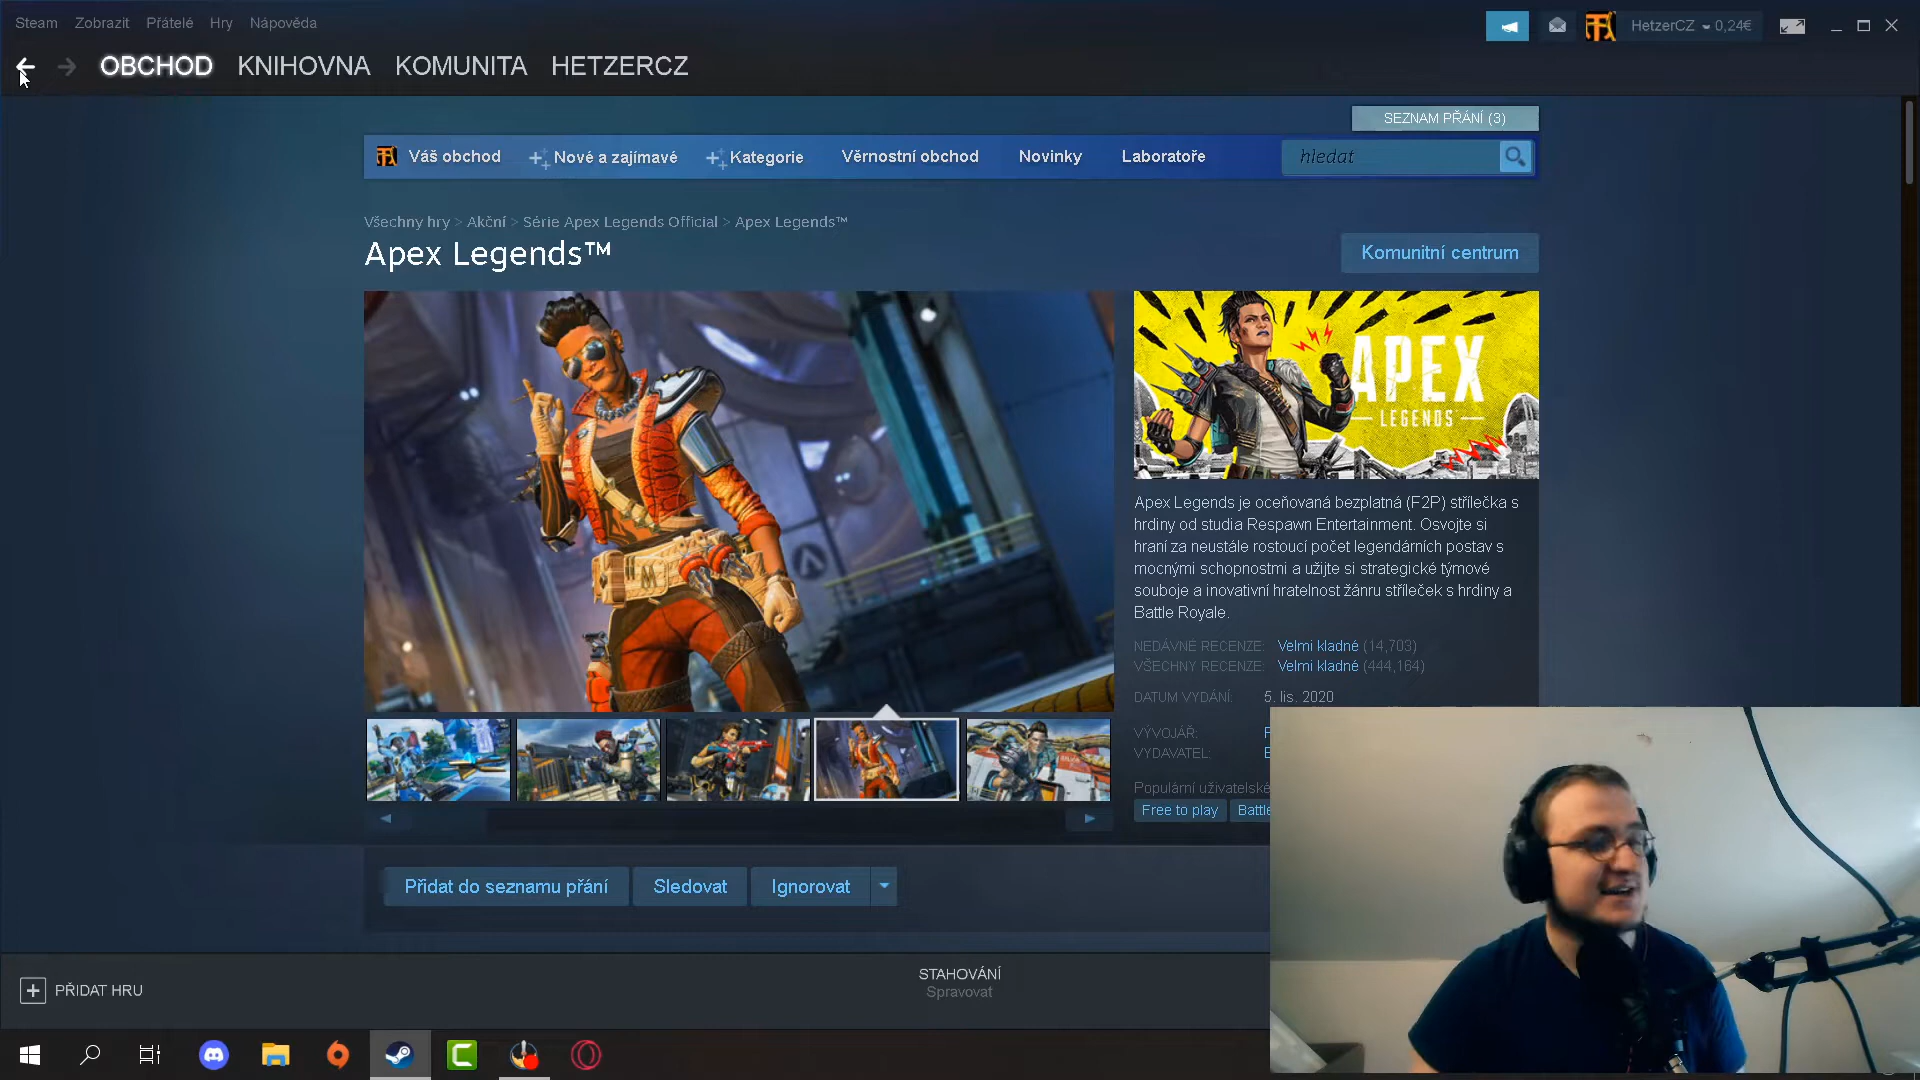 Steam Zobrazit Přátelé Hry Nápověda
HetzerCZ 0,24€
OBCHOD KNIHOVNA KOMUNITA HETZERCZ
SEZNAM PŘÁNÍ (3)
Váš obchod Nové a zajímavé Kategorie Věrnostní obchod Novinky Laboratoře hledat
Všechny hry > Akční > Série Apex Legends Official > Apex Legends™
Apex Legends™
Komunitní centrum
APEX
LEGENDS
Apex Legends je oceňovaná bezplatná (F2P) střílečka s
hrdiny od studia Respawn Entertainment. Osvojte si
hraní za neustále rostoucí počet legendárních postav s
mocnými schopnostmi a užijte si strategické týmové
souboje a inovativní hratelnost žánru stříleček s hrdiny a
Battle Royale.
NEDÁVNÉ RECENZE: Velmi kladné (14,703)
VŠECHNY RECENZE: Velmi kladné (444,164)
DATUM VYDÁNÍ: 5. lis. 2020
VÝVOJÁŘ:
VYDAVATEL:
Populární uživatelské
Free to play Battle
Přidat do seznamu přání Sledovat Ignorovat
PŘIDAT HRU
STAHOVÁNÍ
Spravovat